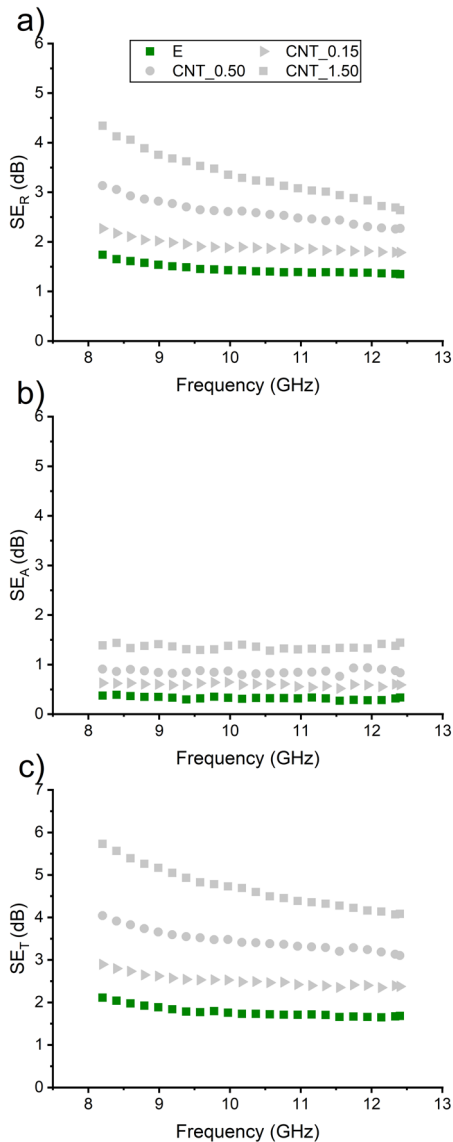 a)
6
E
CNT_0.15
CNT_0.50
CNT_1.50
5
4
3
2
1
0
SE_R (dB)
8 9 10 11 12 13
Frequency (GHz)
b)
6
5
4
3
2
1
0
SE_A (dB)
8 9 10 11 12 13
Frequency (GHz)
c)
7
6
5
4
3
2
1
0
SE_T (dB)
8 9 10 11 12 13
Frequency (GHz)